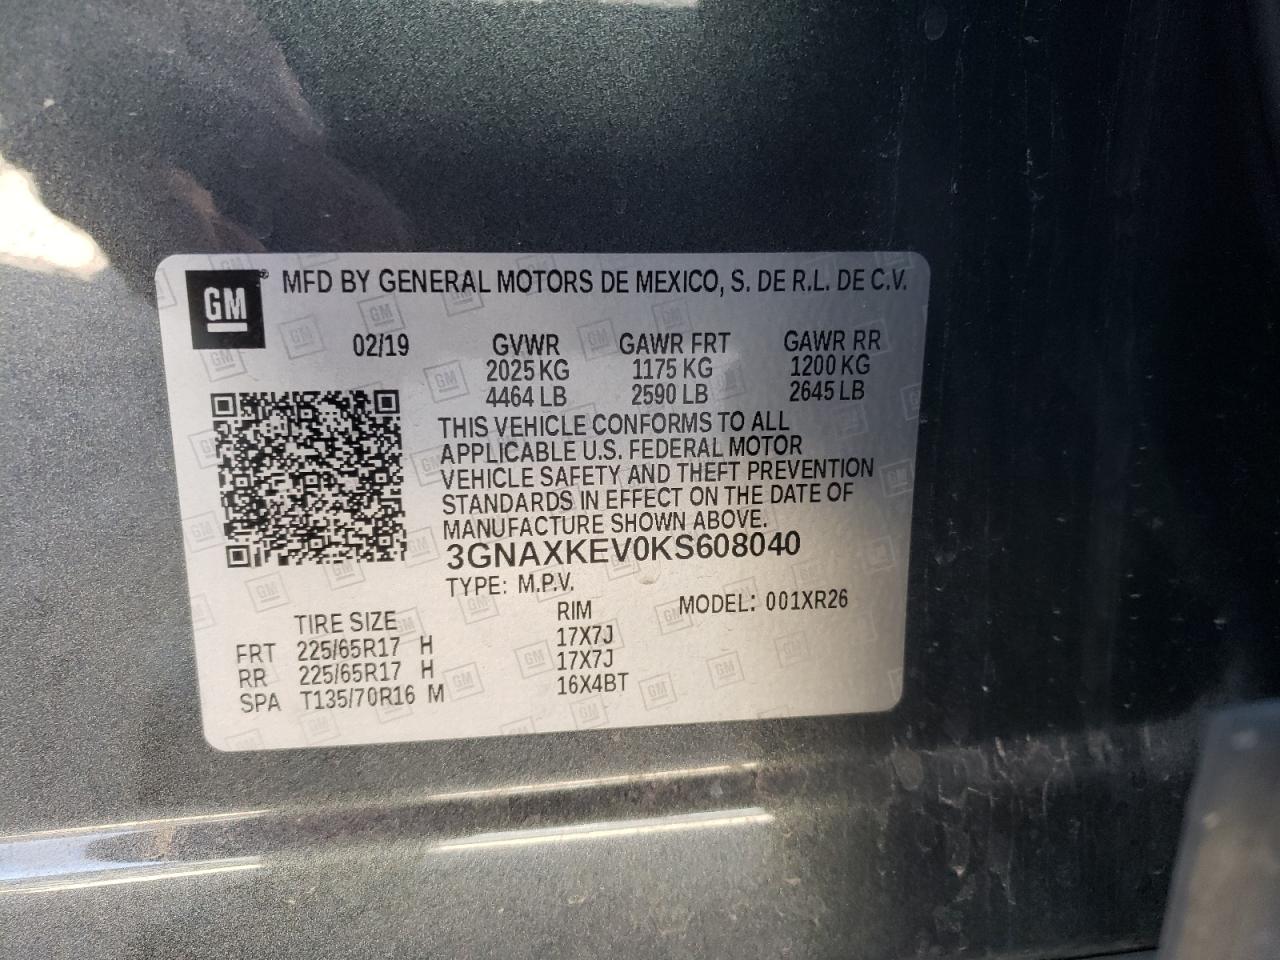 GM® MFD BY GENERAL MOTORS DE MEXICO, S. DE R.L. DE C.V.
02/19 GVWR GAWR FRT GAWR RR
2025 KG 1175 KG 1200 KG
4464 LB 2590 LB 2645 LB
THIS VEHICLE CONFORMS TO ALL
APPLICABLE U.S. FEDERAL MOTOR
VEHICLE SAFETY AND THEFT PREVENTION
STANDARDS IN EFFECT ON THE DATE OF
MANUFACTURE SHOWN ABOVE.
3GNAXKEV0KS608040
TYPE: M.P.V.
TIRE SIZE RIM MODEL: 001XR26
FRT 225/65R17 H 17X7J
RR 225/65R17 H 17X7J
SPA T135/70R16 M 16X4BT